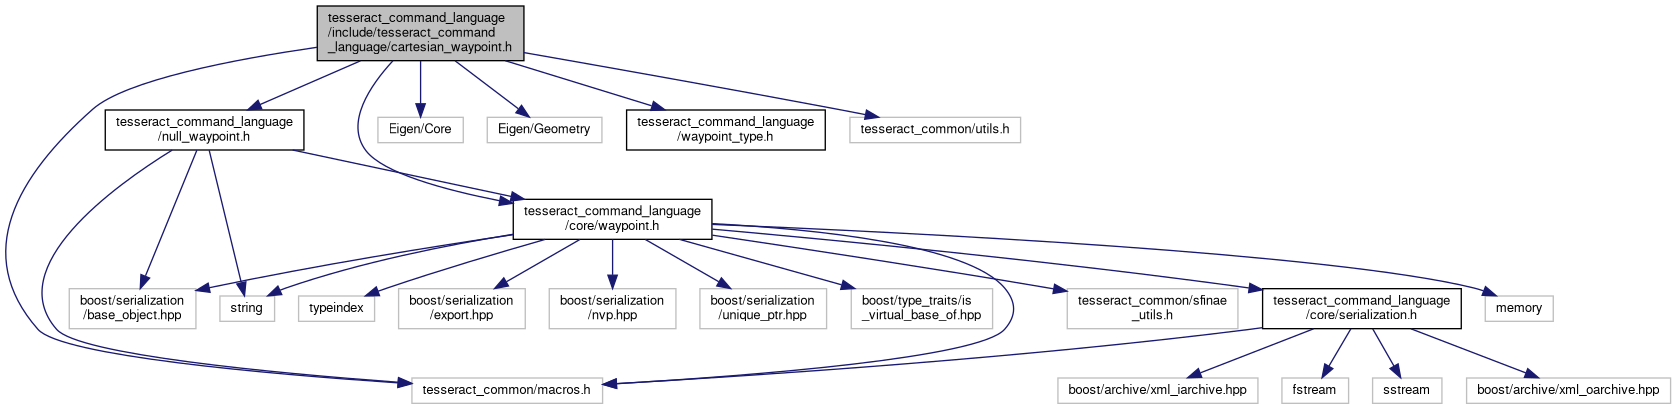 tesseract_command_language
/include/tesseract_command
_language/cartesian_waypoint.h
tesseract_command_language
/null_waypoint.h
Eigen/Core
Eigen/Geometry
tesseract_command_language
/waypoint_type.h
tesseract_common/utils.h
tesseract_command_language
/core/waypoint.h
boost/serialization
/base_object.hpp
string
typeindex
boost/serialization
/export.hpp
boost/serialization
/nvp.hpp
boost/serialization
/unique_ptr.hpp
boost/type_traits/is
_virtual_base_of.hpp
tesseract_common/sfinae
_utils.h
tesseract_command_language
/core/serialization.h
memory
tesseract_common/macros.h
boost/archive/xml_iarchive.hpp
fstream
sstream
boost/archive/xml_oarchive.hpp